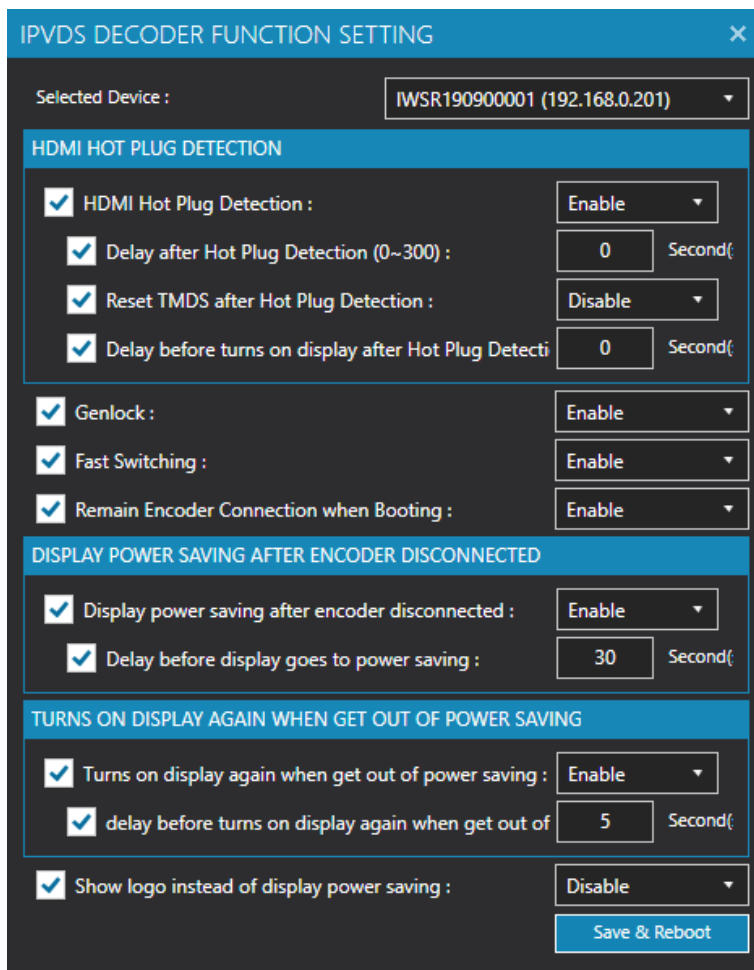 IPVDS DECODER FUNCTION SETTING
Selected Device : IWSR190900001 (192.168.0.201)
HDMI HOT PLUG DETECTION
HDMI Hot Plug Detection : Enable
Delay after Hot Plug Detection (0~300) : 0 Second(
Reset TMDS after Hot Plug Detection : Disable
Delay before turns on display after Hot Plug Detecti 0 Second(
Genlock : Enable
Fast Switching : Enable
Remain Encoder Connection when Booting : Enable
DISPLAY POWER SAVING AFTER ENCODER DISCONNECTED
Display power saving after encoder disconnected : Enable
Delay before display goes to power saving : 30 Second(
TURNS ON DISPLAY AGAIN WHEN GET OUT OF POWER SAVING
Turns on display again when get out of power saving : Enable
delay before turns on display again when get out of 5 Second(
Show logo instead of display power saving : Disable
Save & Reboot